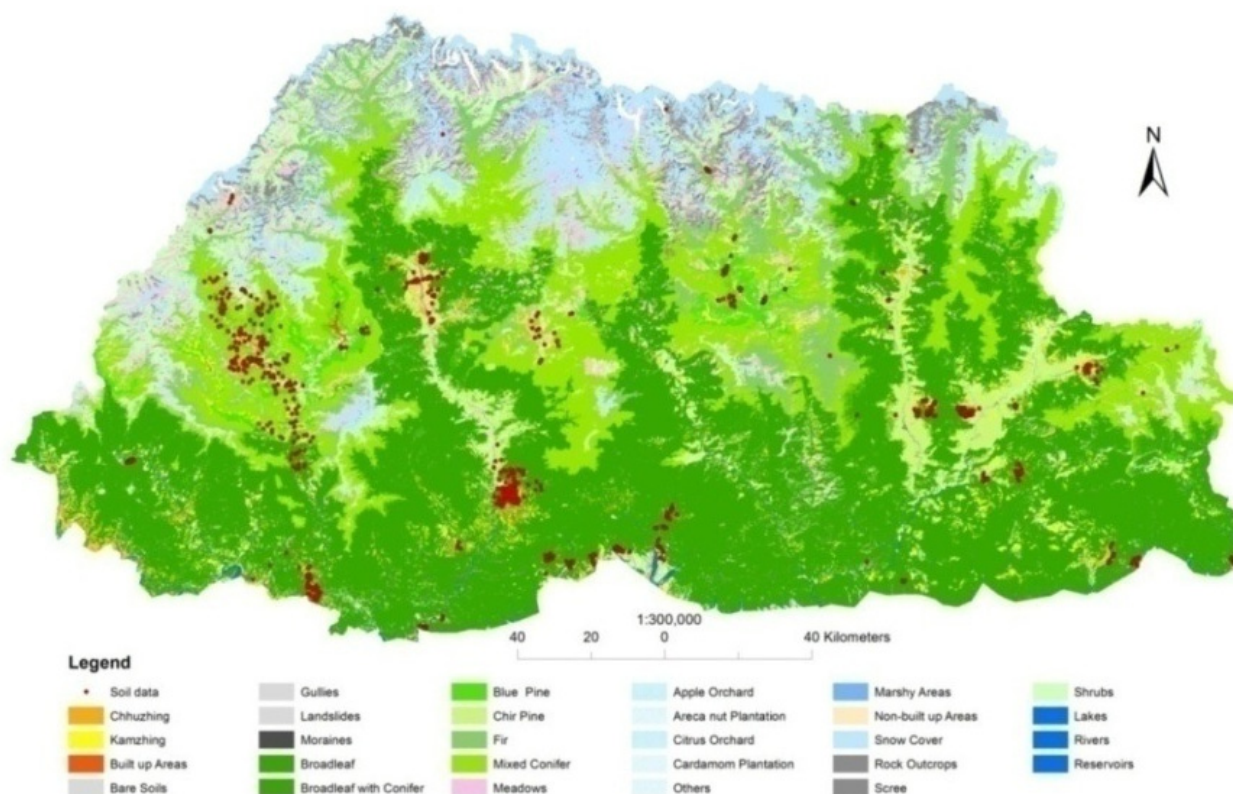 N
1:300,000
40 20 0 40 Kilometers
Legend
Soil data Gullies Blue Pine Apple Orchard Marshy Areas Shrubs
Chhuzhing Landslides Chir Pine Areca nut Plantation Non-built up Areas Lakes
Kamzhing Moraines Fir Citrus Orchard Snow Cover Rivers
Built up Areas Broadleaf Mixed Conifer Cardamom Plantation Rock Outcrops Reservoirs
Bare Soils Broadleaf with Conifer Meadows Others Scree